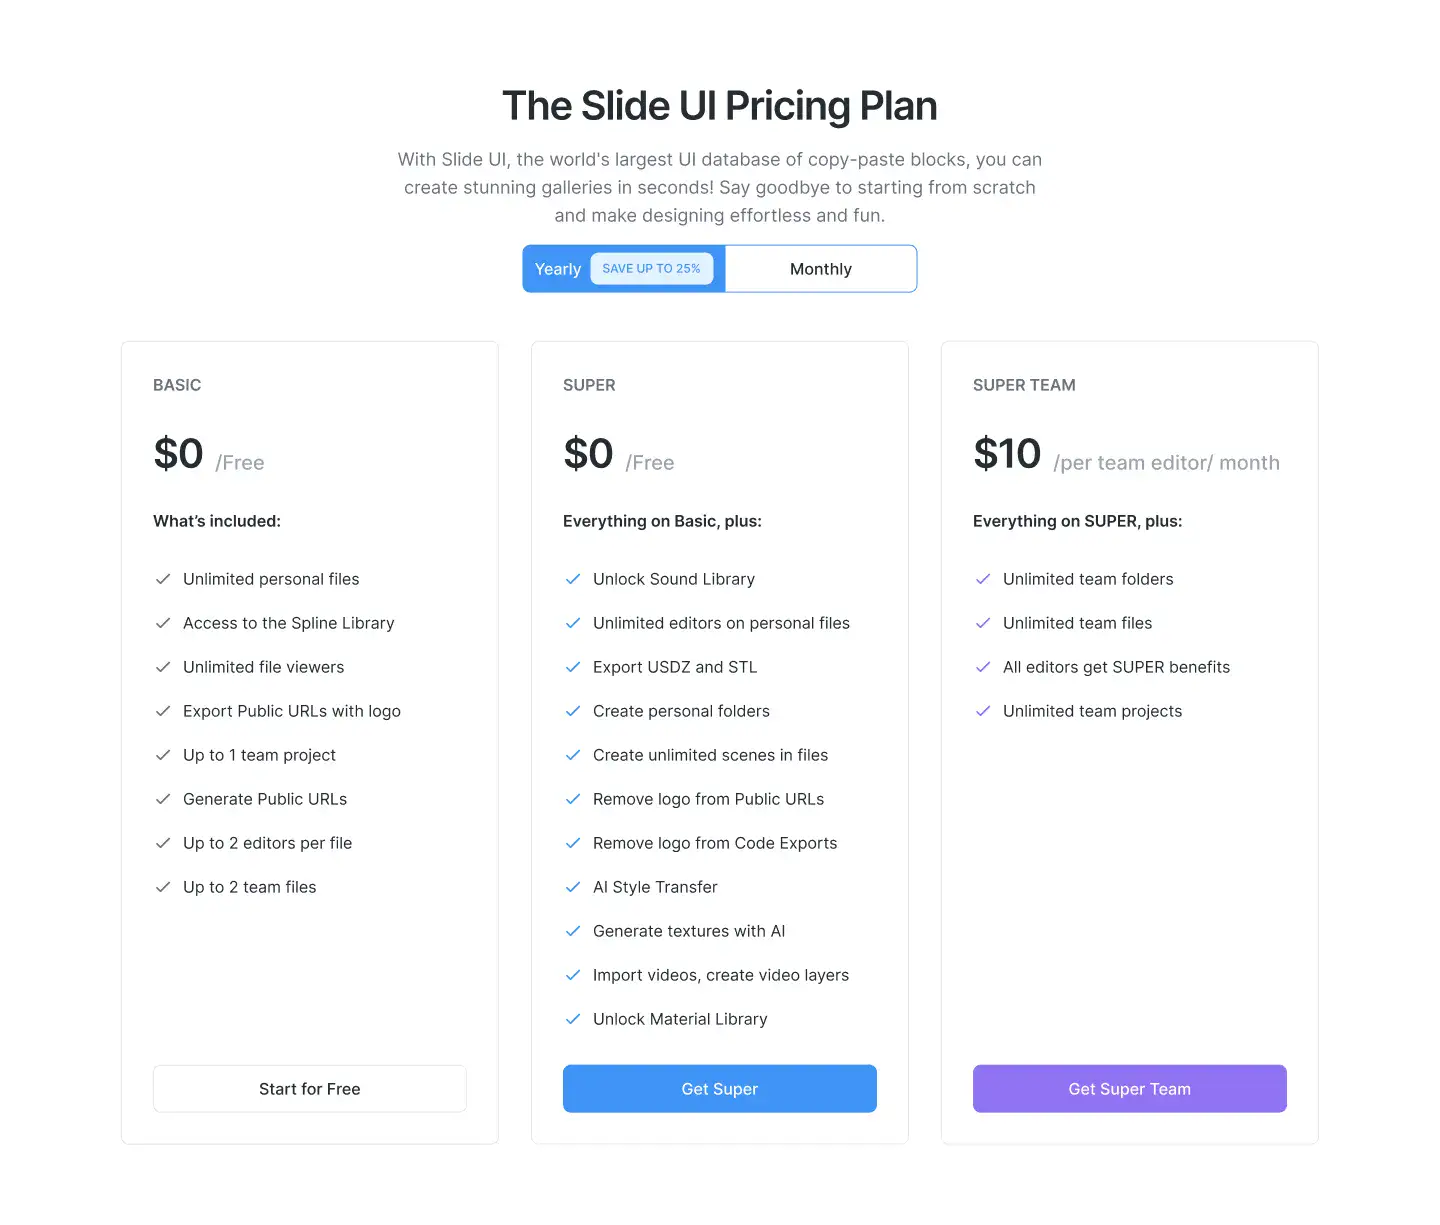 The Slide UI Pricing Plan
With Slide UI, the world's largest UI database of copy-paste blocks, you can
create stunning galleries in seconds! Say goodbye to starting from scratch
and make designing effortless and fun.
Yearly SAVE UP TO 25% Monthly
BASIC
$0 /Free
What’s included:
Unlimited personal files
Access to the Spline Library
Unlimited file viewers
Export Public URLs with logo
Up to 1 team project
Generate Public URLs
Up to 2 editors per file
Up to 2 team files
Start for Free
SUPER
$0 /Free
Everything on Basic, plus:
Unlock Sound Library
Unlimited editors on personal files
Export USDZ and STL
Create personal folders
Create unlimited scenes in files
Remove logo from Public URLs
Remove logo from Code Exports
AI Style Transfer
Generate textures with AI
Import videos, create video layers
Unlock Material Library
Get Super
SUPER TEAM
$10 /per team editor/ month
Everything on SUPER, plus:
Unlimited team folders
Unlimited team files
All editors get SUPER benefits
Unlimited team projects
Get Super Team